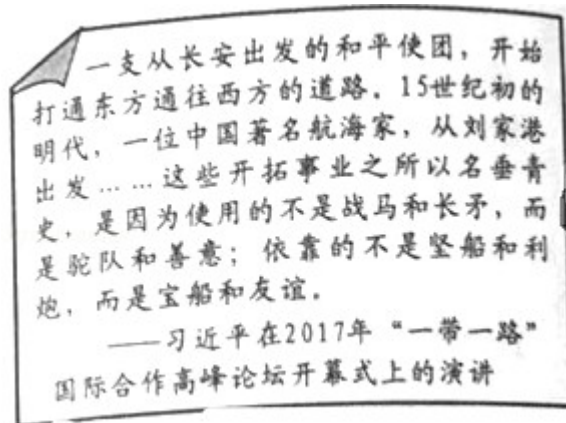 一支从长安出发的和平使团，开始
打通东方通往西方的道路。15世纪初的
明代，一位中国著名航海家，从刘家港
出发……这些开拓事业之所以名垂青
史，是因为使用的不是战马和长矛，而
是驼队和善意；依靠的不是坚船和利
炮，而是宝船和友谊。
——习近平在2017年“一带一路”
国际合作高峰论坛开幕式上的演讲